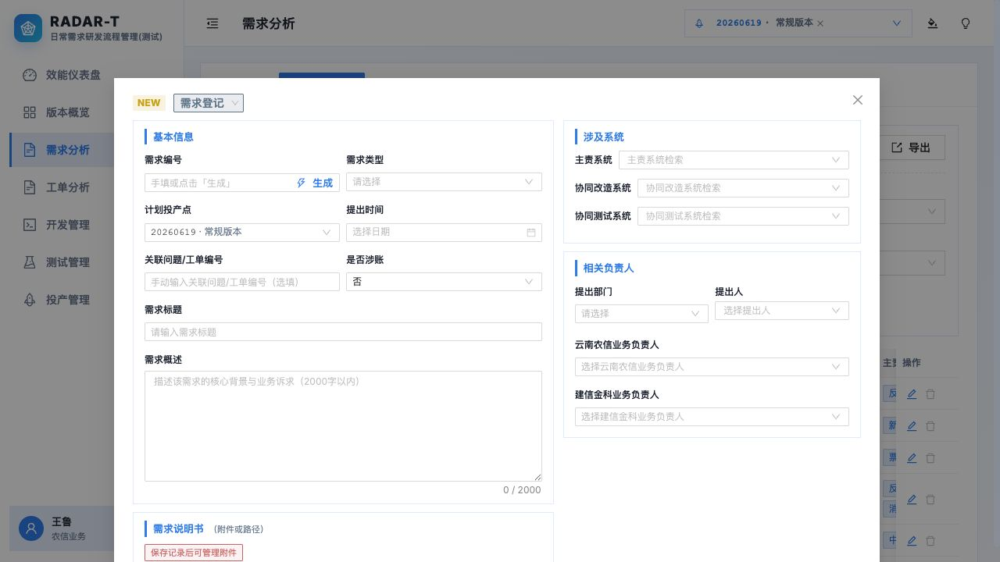 RADAR-T
日常需求研发流程管理(测试)
需求分析
20260619 · 常规版本
效能仪表盘
版本概览
需求分析
工单分析
开发管理
测试管理
投产管理
王鲁
农信业务
导出
主责 操作
反
新
票
反
消
中
NEW 需求登记
基本信息
需求编号 需求类型
手填或点击「生成」 生成 请选择
计划投产点 提出时间
20260619 · 常规版本 选择日期
关联问题/工单编号 是否涉账
手动输入关联问题/工单编号（选填） 否
需求标题
请输入需求标题
需求概述
描述该需求的核心背景与业务诉求（2000字以内）
0 / 2000
需求说明书 (附件或路径)
保存记录后可管理附件
涉及系统
主责系统 主责系统检索
协同改造系统 协同改造系统检索
协同测试系统 协同测试系统检索
相关负责人
提出部门 提出人
请选择 选择提出人
云南农信业务负责人
选择云南农信业务负责人
建信金科业务负责人
选择建信金科业务负责人